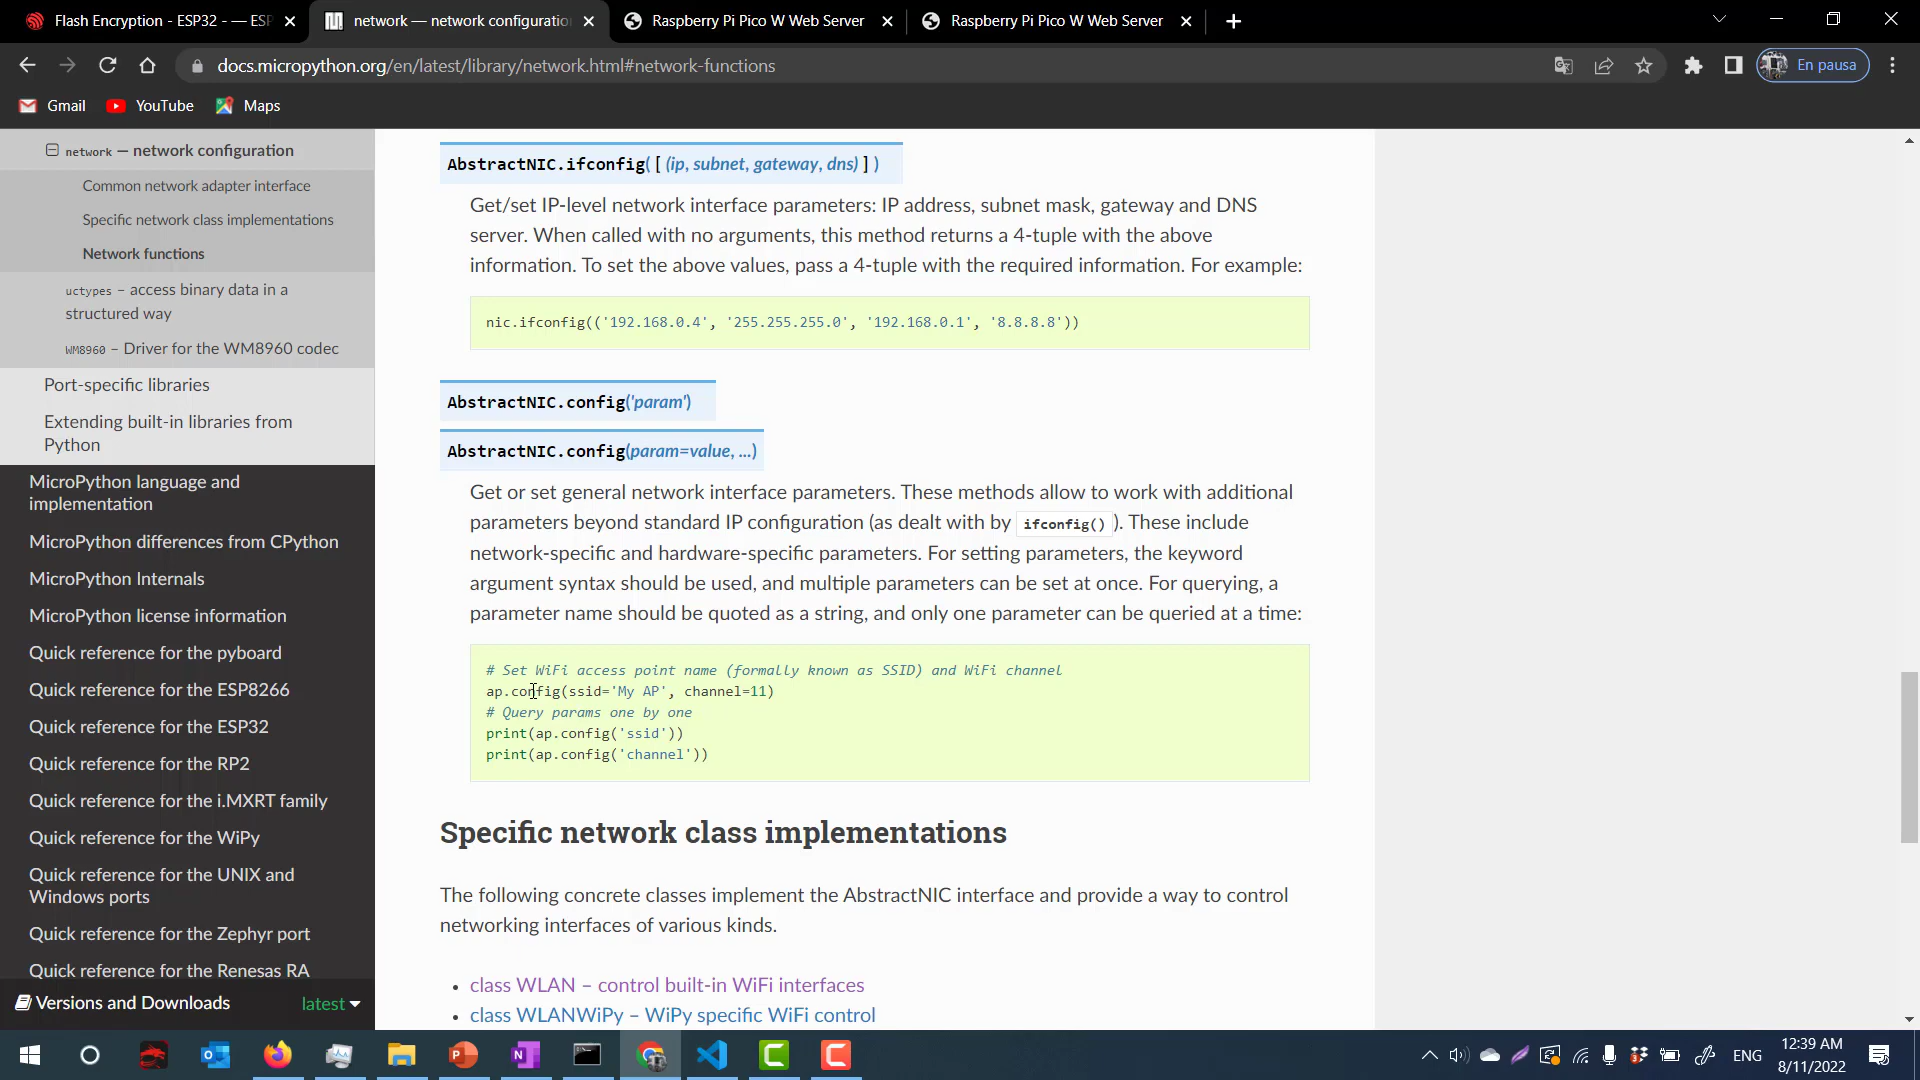 Flash Encryption - ESP32 - — ESP
network — network configuratio
Raspberry Pi Pico W Web Server
Raspberry Pi Pico W Web Server
docs.micropython.org/en/latest/library/network.html#network-functions
En pausa
Gmail
YouTube
Maps
network — network configuration
Common network adapter interface
Specific network class implementations
Network functions
uctypes – access binary data in a
structured way
WM8960 – Driver for the WM8960 codec
Port-specific libraries
Extending built-in libraries from
Python
MicroPython language and
implementation
MicroPython differences from CPython
MicroPython Internals
MicroPython license information
Quick reference for the pyboard
Quick reference for the ESP8266
Quick reference for the ESP32
Quick reference for the RP2
Quick reference for the i.MXRT family
Quick reference for the WiPy
Quick reference for the UNIX and
Windows ports
Quick reference for the Zephyr port
Quick reference for the Renesas RA
Versions and Downloads
latest
AbstractNIC.ifconfig([(ip, subnet, gateway, dns)])
Get/set IP-level network interface parameters: IP address, subnet mask, gateway and DNS
server. When called with no arguments, this method returns a 4-tuple with the above
information. To set the above values, pass a 4-tuple with the required information. For example:
nic.ifconfig(('192.168.0.4', '255.255.255.0', '192.168.0.1', '8.8.8.8'))
AbstractNIC.config('param')
AbstractNIC.config(param=value, ...)
Get or set general network interface parameters. These methods allow to work with additional
parameters beyond standard IP configuration (as dealt with by ifconfig()). These include
network-specific and hardware-specific parameters. For setting parameters, the keyword
argument syntax should be used, and multiple parameters can be set at once. For querying, a
parameter name should be quoted as a string, and only one parameter can be queried at a time:
# Set WiFi access point name (formally known as SSID) and WiFi channel
ap.config(ssid='My AP', channel=11)
# Query params one by one
print(ap.config('ssid'))
print(ap.config('channel'))
Specific network class implementations
The following concrete classes implement the AbstractNIC interface and provide a way to control
networking interfaces of various kinds.
• class WLAN – control built-in WiFi interfaces
• class WLANWiPy – WiPy specific WiFi control
ENG
12:39 AM
8/11/2022